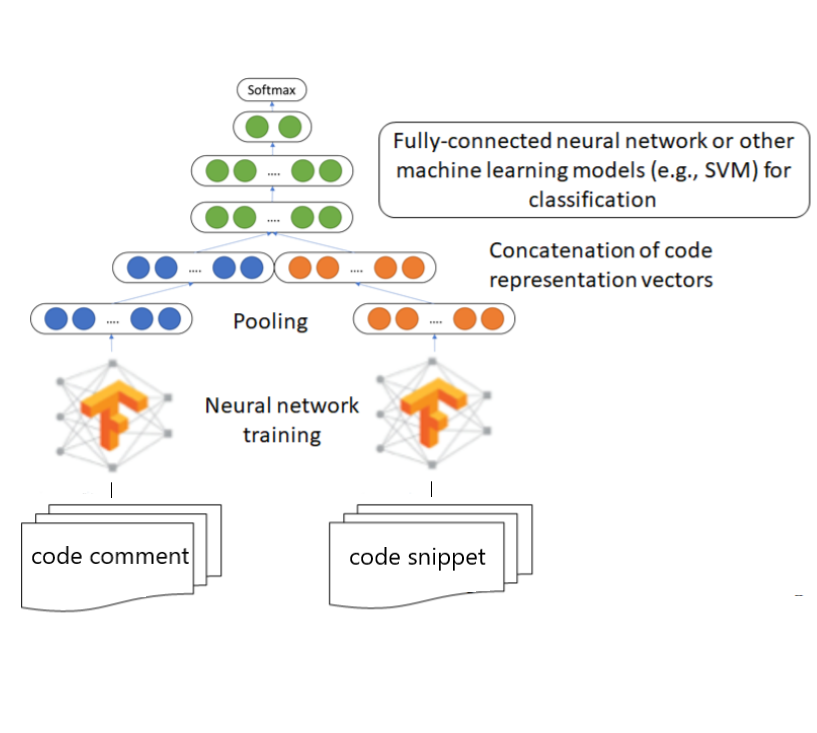 Softmax
Fully-connected neural network or other
machine learning models (e.g., SVM) for
classification
....
....
Concatenation of code
representation vectors
....
....
Pooling
....
....
Neural network
training
code comment
code snippet